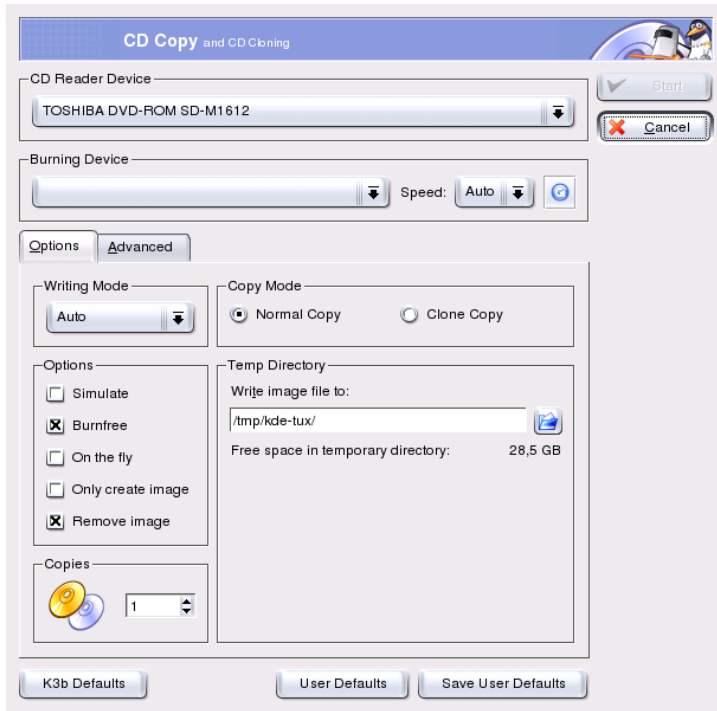 CD Copy and CD Cloning
CD Reader Device
Start
TOSHIBA DVD-ROM SD-M1612
Cancel
Burning Device
Speed: Auto
Options Advanced
Writing Mode
Auto
Copy Mode
Normal Copy Clone Copy
Options
Simulate
Burnfree
On the fly
Only create image
Remove image
Temp Directory
Write image file to:
/tmp/kde-tux/
Free space in temporary directory: 28,5 GB
Copies
1
K3b Defaults User Defaults Save User Defaults